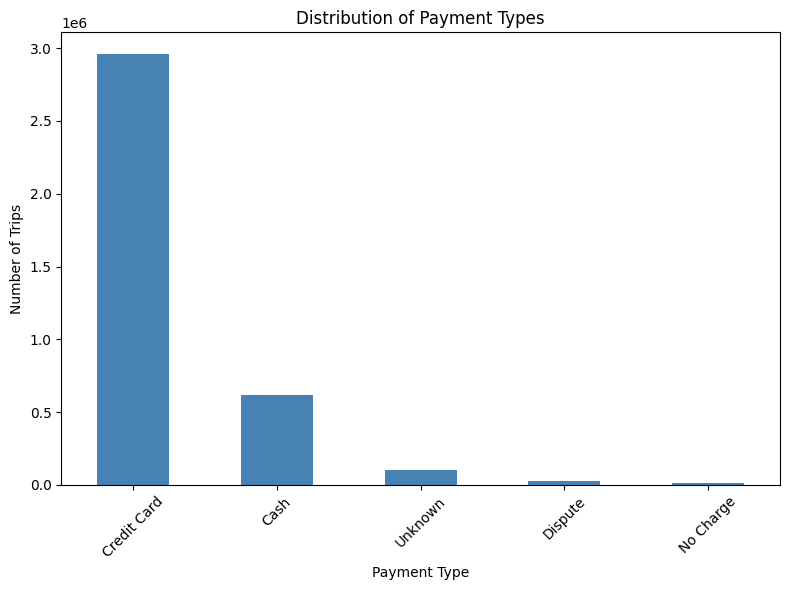 Distribution of Payment Types
1e6
3.0
2.5
2.0
1.5
1.0
0.5
0.0
Number of Trips
Credit Card
Cash
Unknown
Dispute
No Charge
Payment Type